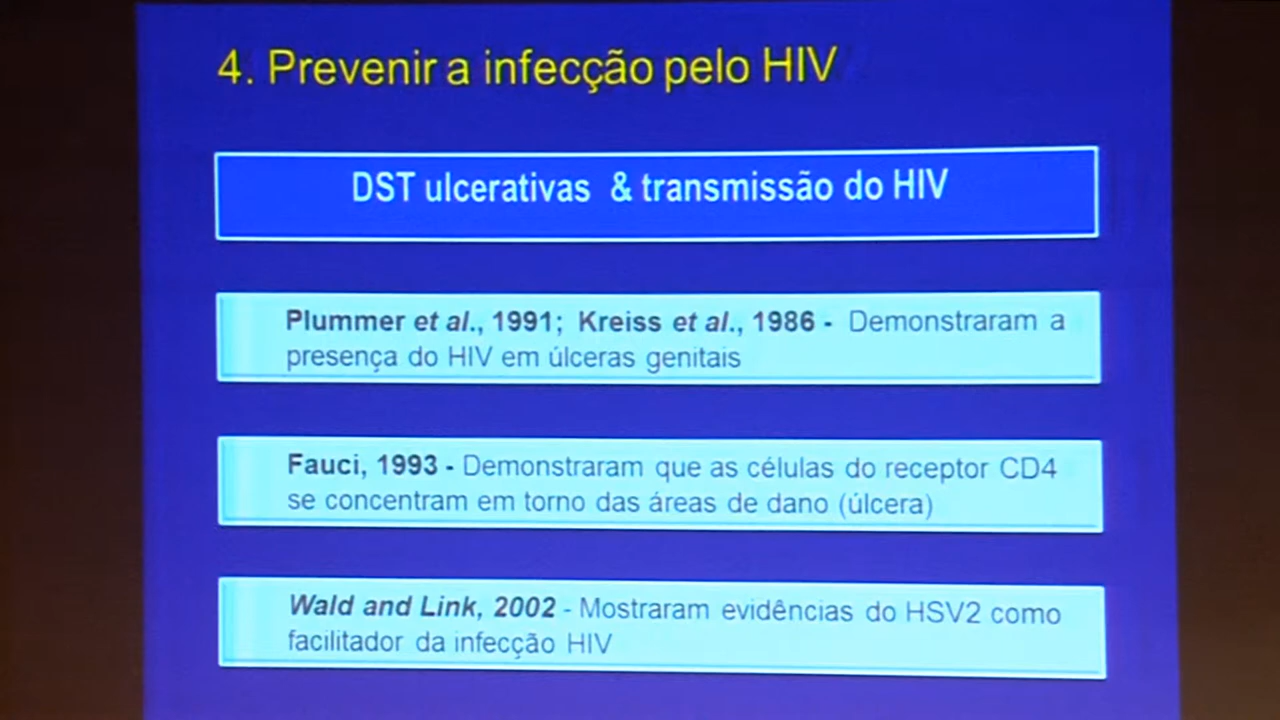 4. Prevenir a infecção pelo HIV
DST ulcerativas & transmissão do HIV
Plummer et al., 1991; Kreiss et al., 1986 - Demonstraram a
presença do HIV em úlceras genitais
Fauci, 1993 - Demonstraram que as células do receptor CD4
se concentram em torno das áreas de dano (úlcera)
Wald and Link, 2002 - Mostraram evidências do HSV2 como
facilitador da infecção HIV